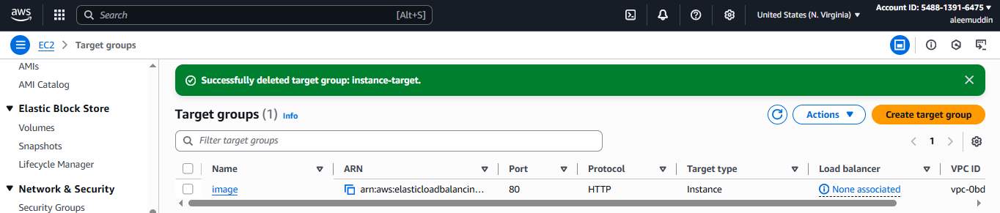 aws Search [Alt+S] United States (N. Virginia) Account ID: 5488-1391-6475
aleemuddin
EC2 Target groups
AMIs
AMI Catalog
Elastic Block Store
Volumes
Snapshots
Lifecycle Manager
Network & Security
Security Groups
Successfully deleted target group: instance-target.
Target groups (1) Info Actions Create target group
Filter target groups 1
Name ARN Port Protocol Target type Load balancer VPC ID
image arn:aws:elasticloadbalancin... 80 HTTP Instance None associated vpc-0bd